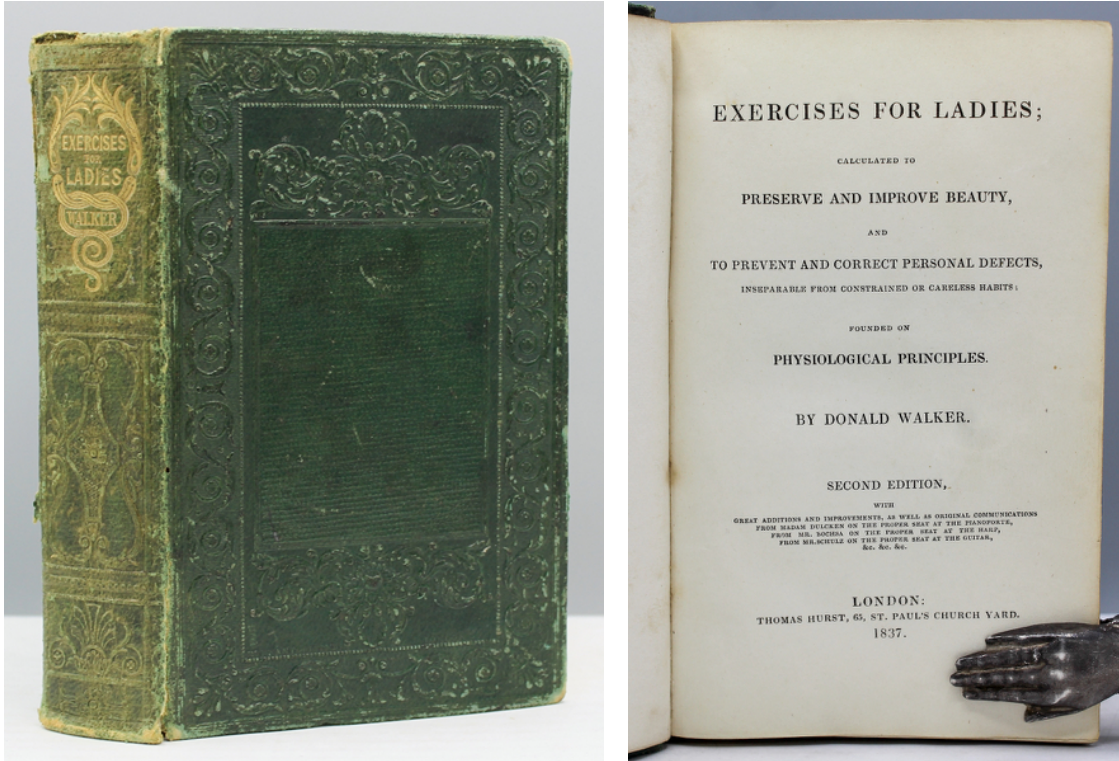 EXERCISES
FOR
LADIES
WALKER
EXERCISES FOR LADIES;
CALCULATED TO
PRESERVE AND IMPROVE BEAUTY,
AND
TO PREVENT AND CORRECT PERSONAL DEFECTS,
INSEPARABLE FROM CONSTRAINED OR CARELESS HABITS:
FOUNDED ON
PHYSIOLOGICAL PRINCIPLES.
BY DONALD WALKER.
SECOND EDITION,
WITH
GREAT ADDITIONS AND IMPROVEMENTS, AS WELL AS ORIGINAL COMMUNICATIONS
FROM MADAM DULCKEN ON THE PROPER SEAT AT THE PIANOFORTE,
FROM MR. BOCHSA ON THE PROPER SEAT AT THE HARP,
FROM MR. SCHULZ ON THE PROPER SEAT AT THE GUITAR,
&c. &c. &c.
LONDON:
THOMAS HURST, 65, ST. PAUL'S CHURCH YARD.
1837.